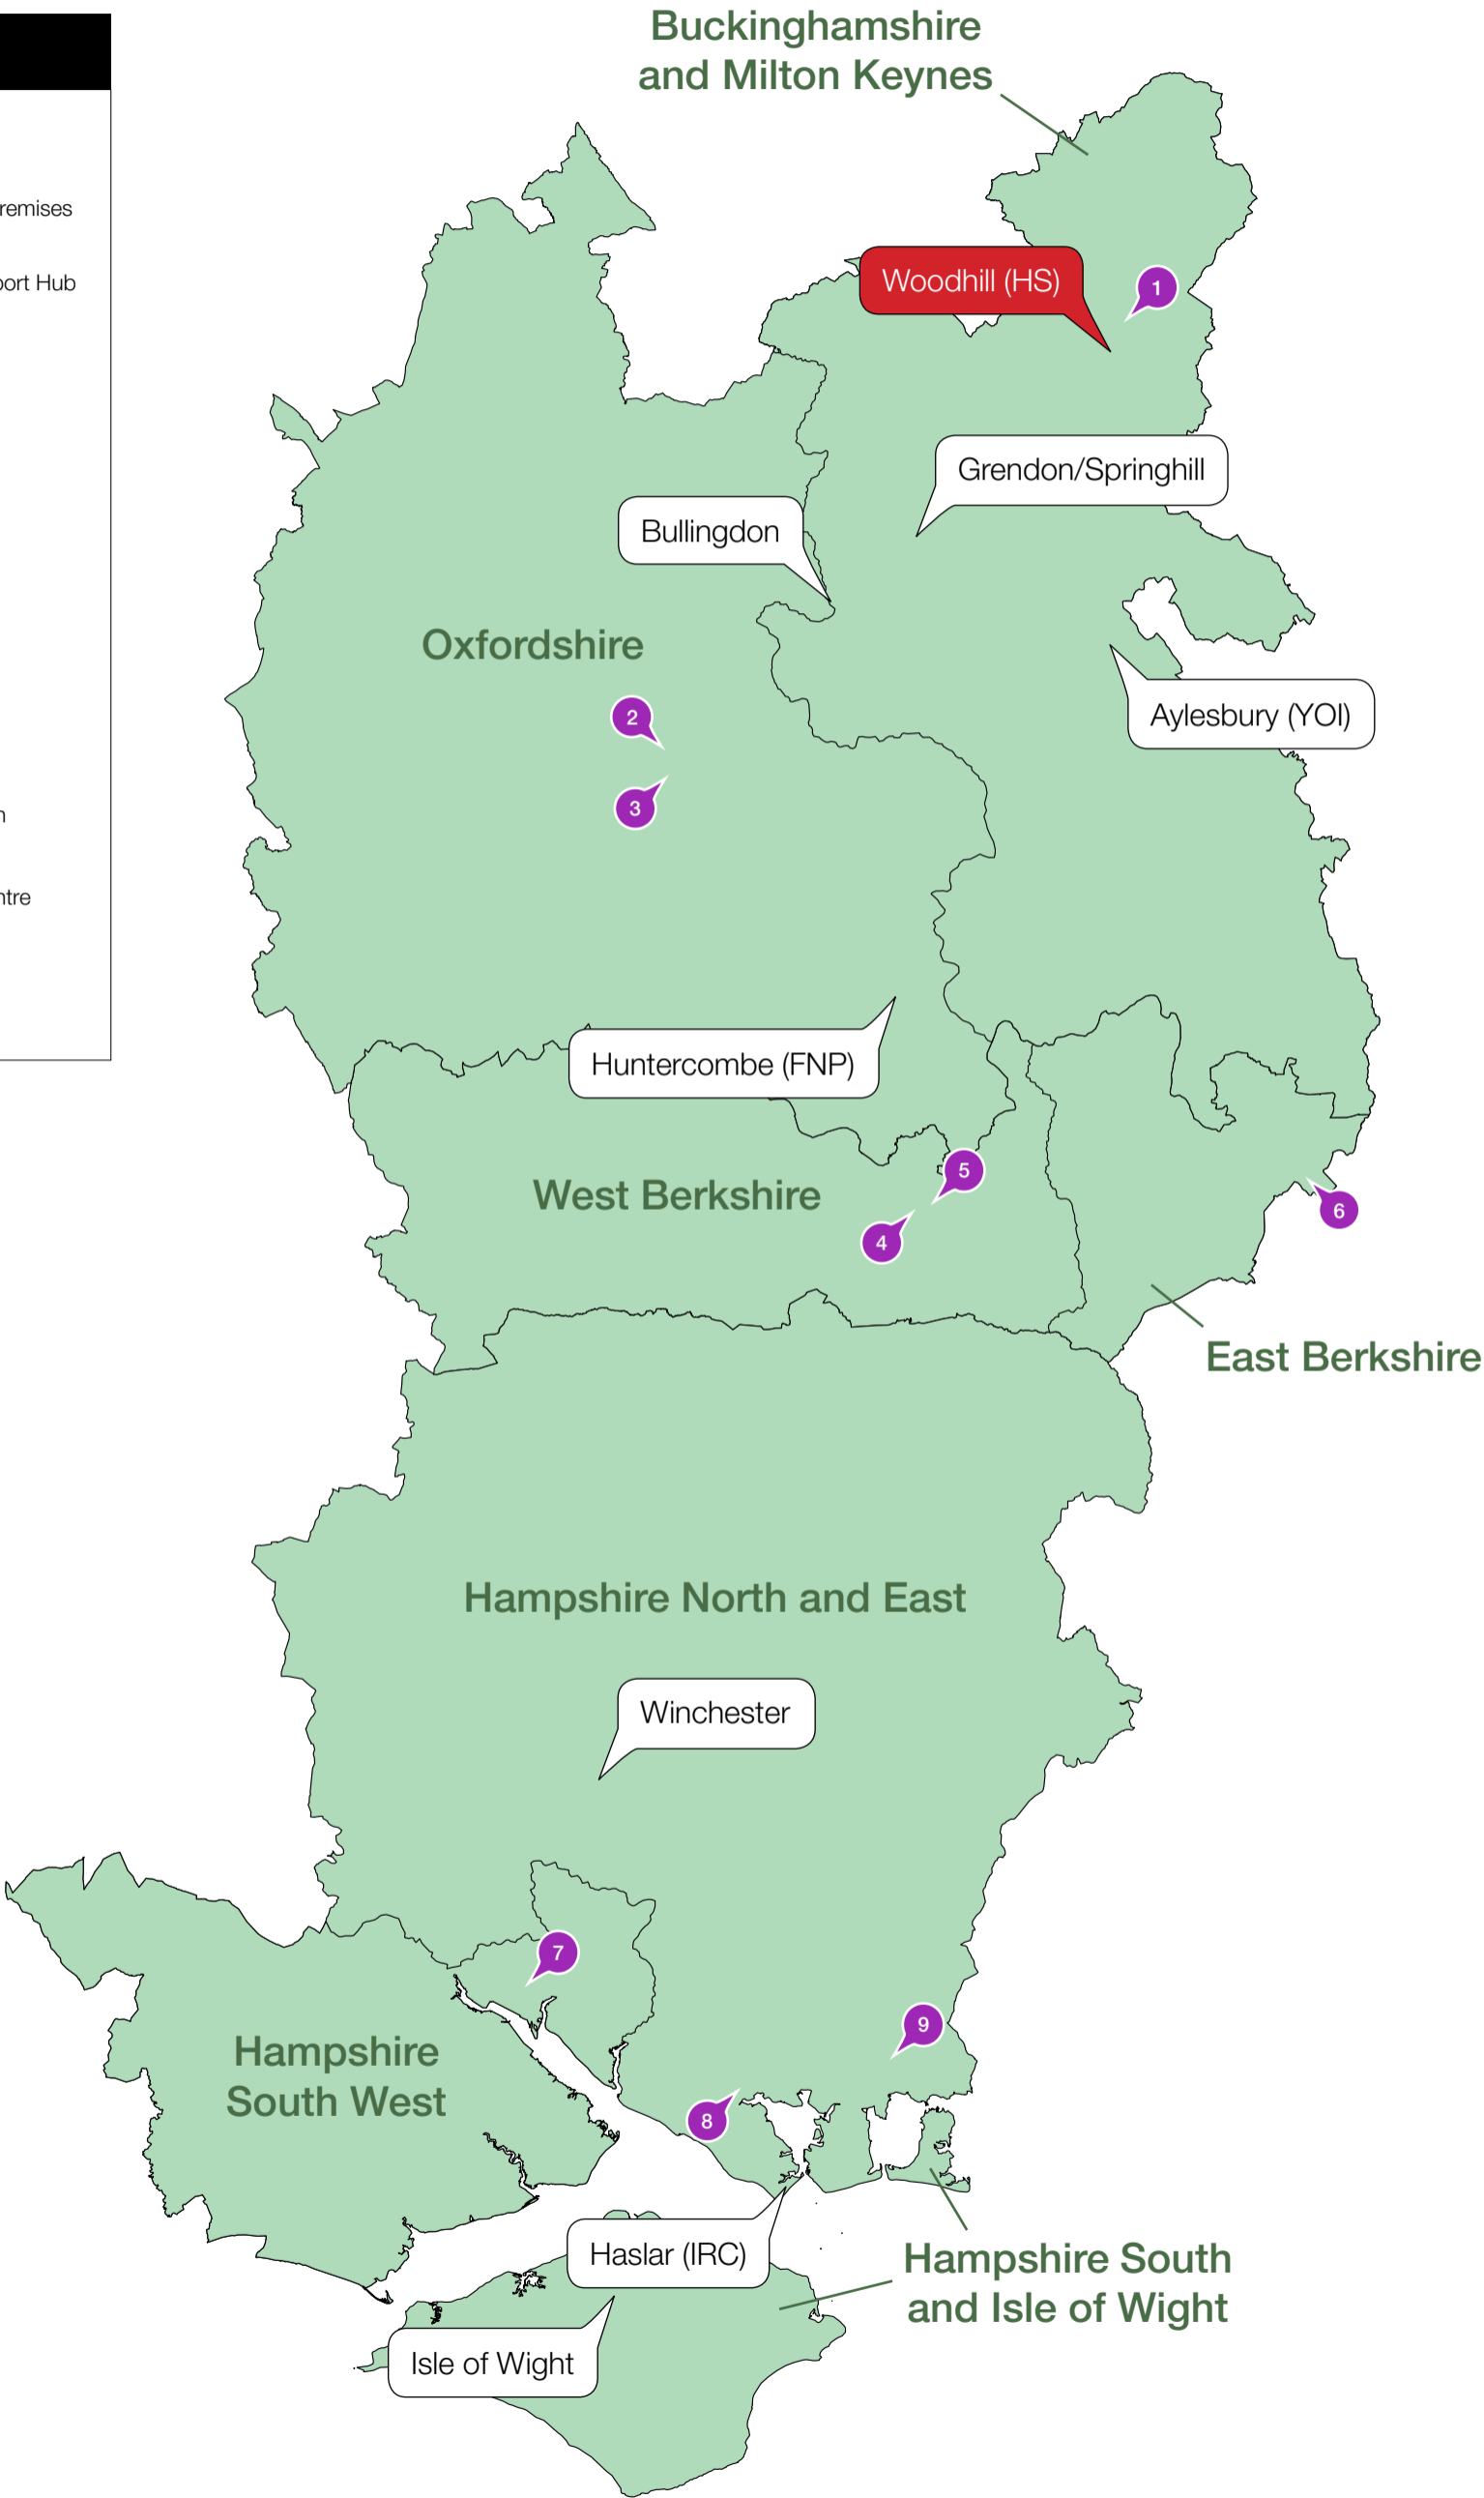 Buckinghamshire
and Milton Keynes
remises
Woodhill (HS)
1
ort Hub
Grendon/Springhill
Bullingdon
Oxfordshire
2
Aylesbury (YOI)
3
n
ntre
Huntercombe (FNP)
5
West Berkshire
6
4
East Berkshire
Hampshire North and East
Winchester
7
9
Hampshire
South West
8
Haslar (IRC)
Hampshire South
and Isle of Wight
Isle of Wight